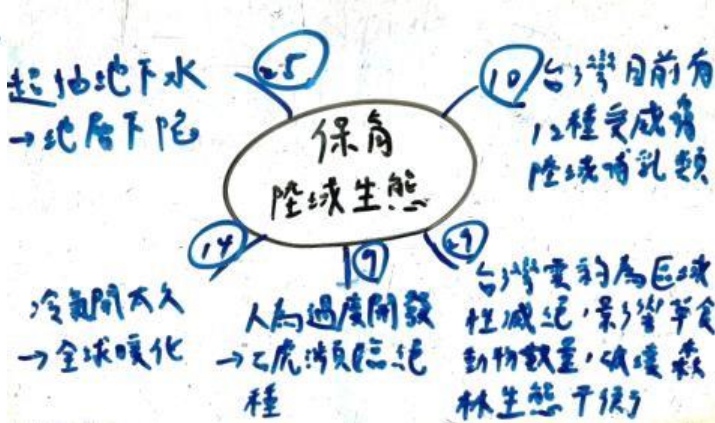 保育
陸域生態
25
超抽地下水
→地層下陷
10
台灣目前有
12種受威脅
陸域哺乳類
14
冷氣開太久
→全球暖化
9
人為過度開發
→石虎瀕臨絕
種
29
台灣雲豹為區域
性滅絕,影響草食
動物數量,破壞森
林生態平衡